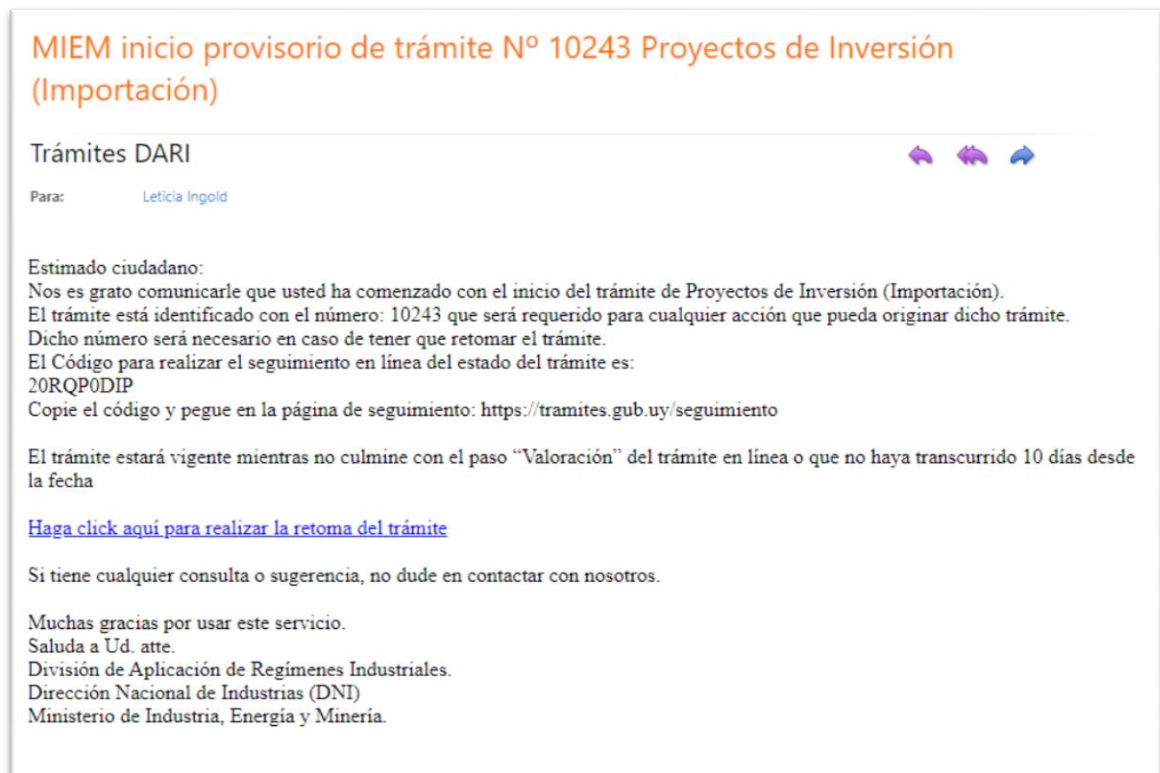 MIEM inicio provisorio de trámite Nº 10243 Proyectos de Inversión
(Importación)
Trámites DARI
Para: Leticia Ingold
Estimado ciudadano:
Nos es grato comunicarle que usted ha comenzado con el inicio del trámite de Proyectos de Inversión (Importación).
El trámite está identificado con el número: 10243 que será requerido para cualquier acción que pueda originar dicho trámite.
Dicho número será necesario en caso de tener que retomar el trámite.
El Código para realizar el seguimiento en línea del estado del trámite es:
20RQP0DIP
Copie el código y pegue en la página de seguimiento: https://tramites.gub.uy/seguimiento
El trámite estará vigente mientras no culmine con el paso “Valoración” del trámite en línea o que no haya transcurrido 10 días desde
la fecha
Haga click aquí para realizar la retoma del trámite
Si tiene cualquier consulta o sugerencia, no dude en contactar con nosotros.
Muchas gracias por usar este servicio.
Saluda a Ud. atte.
División de Aplicación de Regímenes Industriales.
Dirección Nacional de Industrias (DNI)
Ministerio de Industria, Energía y Minería.